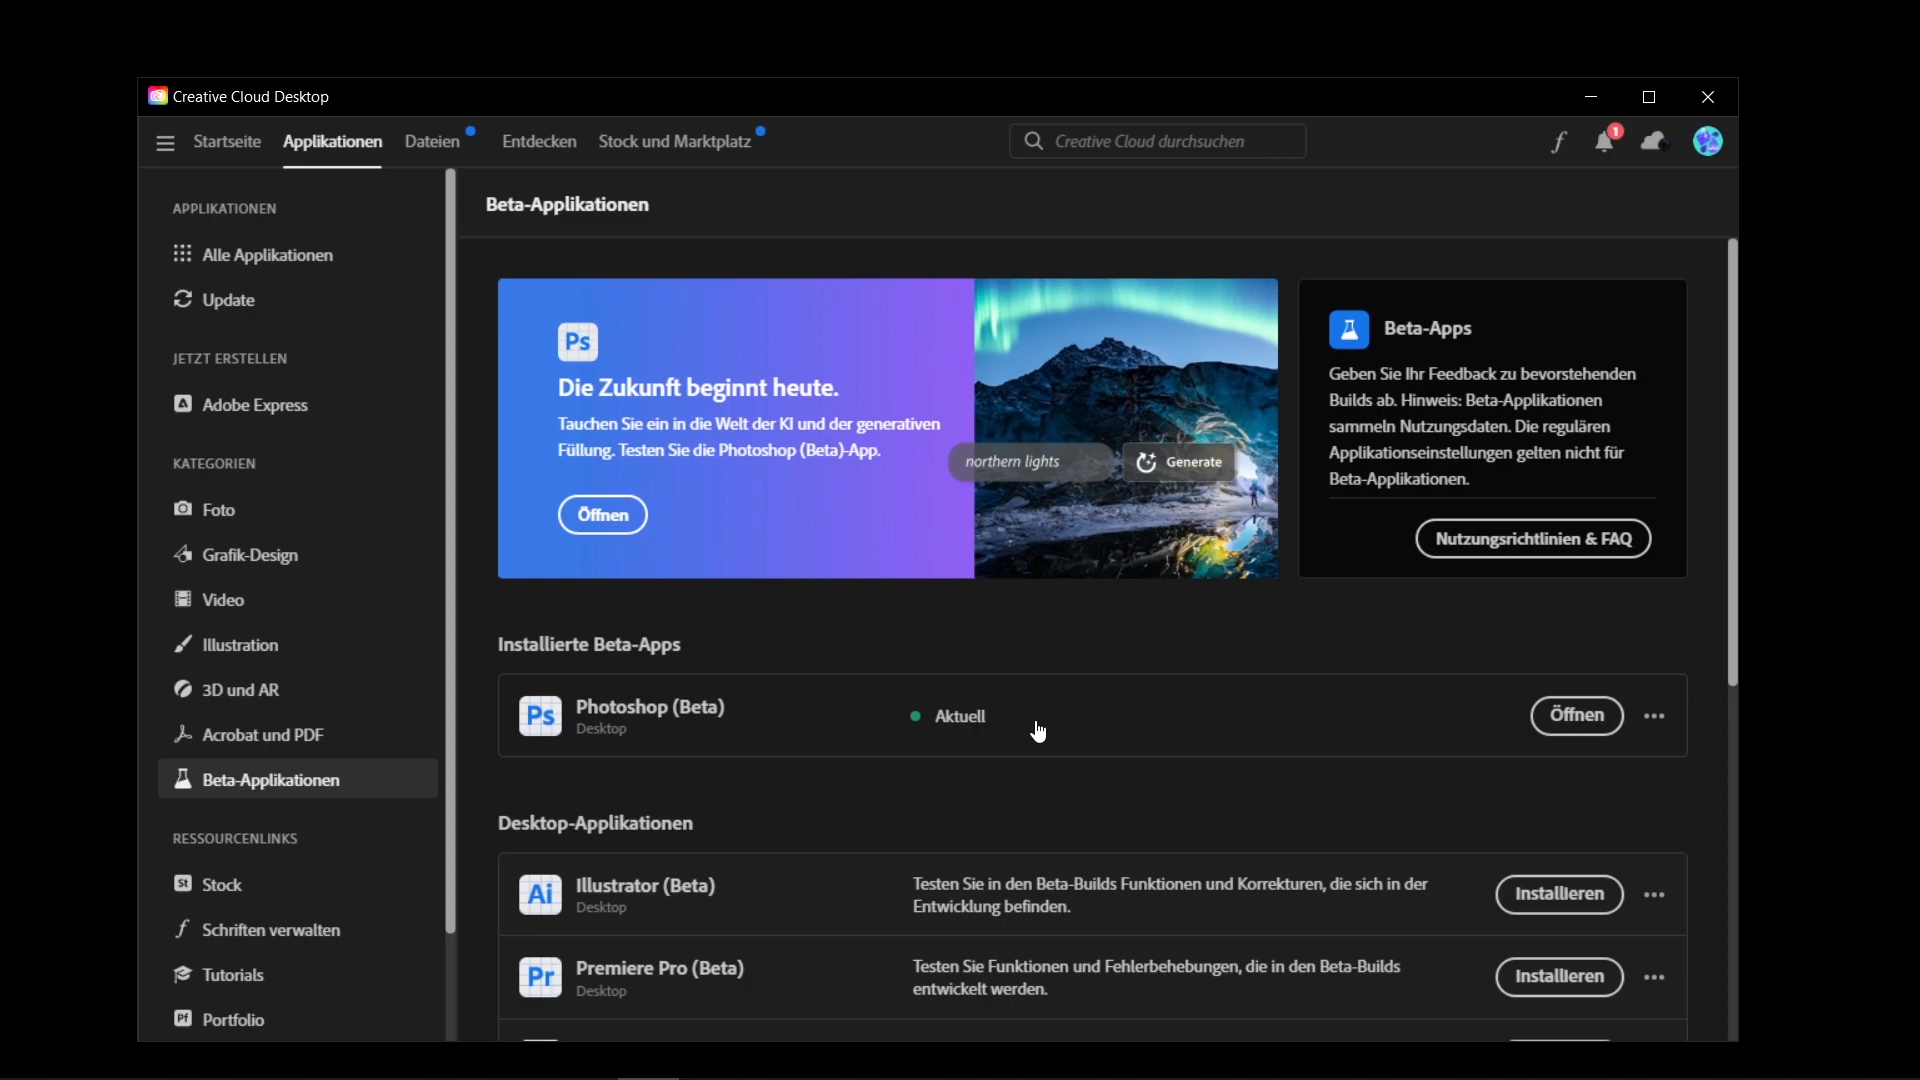 Creative Cloud Desktop
Startseite Applikationen Dateien Entdecken Stock und Marktplatz Creative Cloud durchsuchen 1
APPLIKATIONEN
Alle Applikationen
Update
JETZT ERSTELLEN
Adobe Express
KATEGORIEN
Foto
Grafik-Design
Video
Illustration
3D und AR
Acrobat und PDF
Beta-Applikationen
RESSOURCENLINKS
St Stock
Schriften verwalten
Tutorials
Pf Portfolio
Beta-Applikationen
Ps
Die Zukunft beginnt heute.
Tauchen Sie ein in die Welt der KI und der generativen
Füllung. Testen Sie die Photoshop (Beta)-App.
Öffnen
northern lights Generate
Beta-Apps
Geben Sie Ihr Feedback zu bevorstehenden
Builds ab. Hinweis: Beta-Applikationen
sammeln Nutzungsdaten. Die regulären
Applikationseinstellungen gelten nicht für
Beta-Applikationen.
Nutzungsrichtlinien & FAQ
Installierte Beta-Apps
Ps Photoshop (Beta) Aktuell Öffnen
Desktop
Desktop-Applikationen
Ai Illustrator (Beta) Testen Sie in den Beta-Builds Funktionen und Korrekturen, die sich in der Installieren
Desktop Entwicklung befinden.
Pr Premiere Pro (Beta) Testen Sie Funktionen und Fehlerbehebungen, die in den Beta-Builds Installieren
Desktop entwickelt werden.